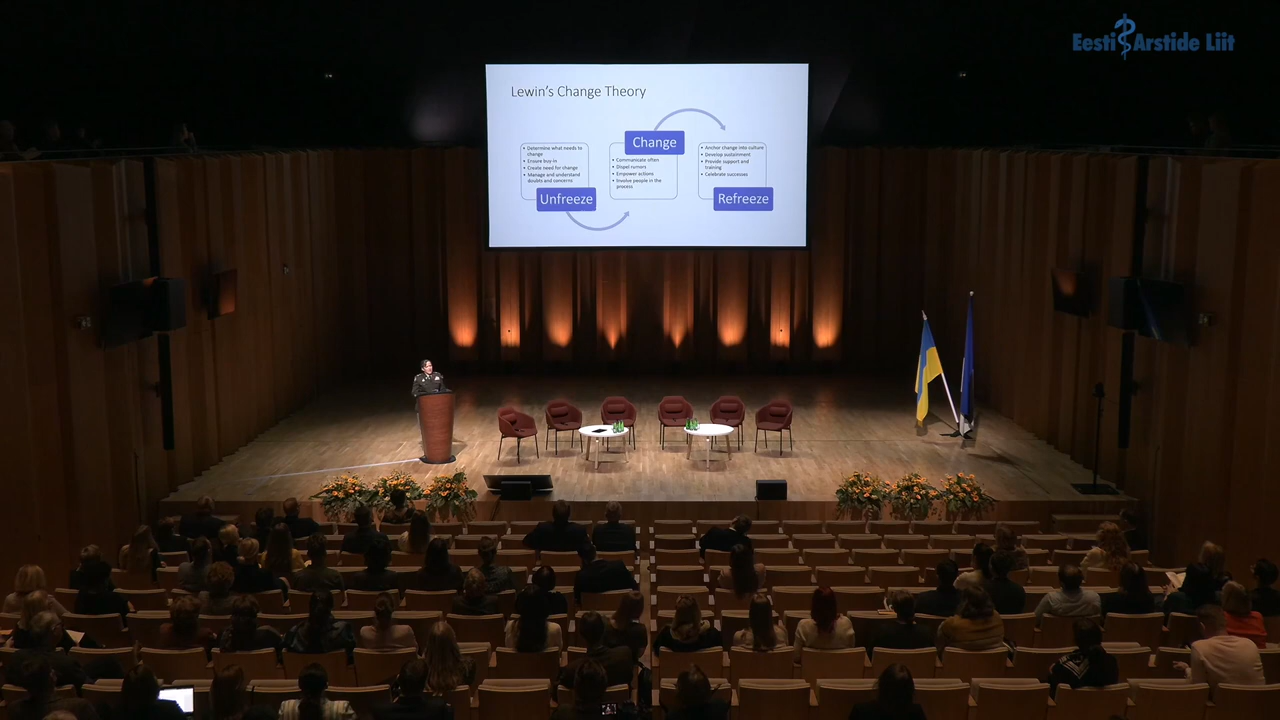 Eesti Arstide Liit
Lewin's Change Theory
• Determine what needs to
change
• Ensure buy-in
• Create need for change
• Manage and understand
doubts and concerns
Unfreeze
Change
• Communicate often
• Dispel rumors
• Empower actions
• Involve people in the
process
• Anchor change into culture
• Develop sustainment
• Provide support and
training
• Celebrate successes
Refreeze